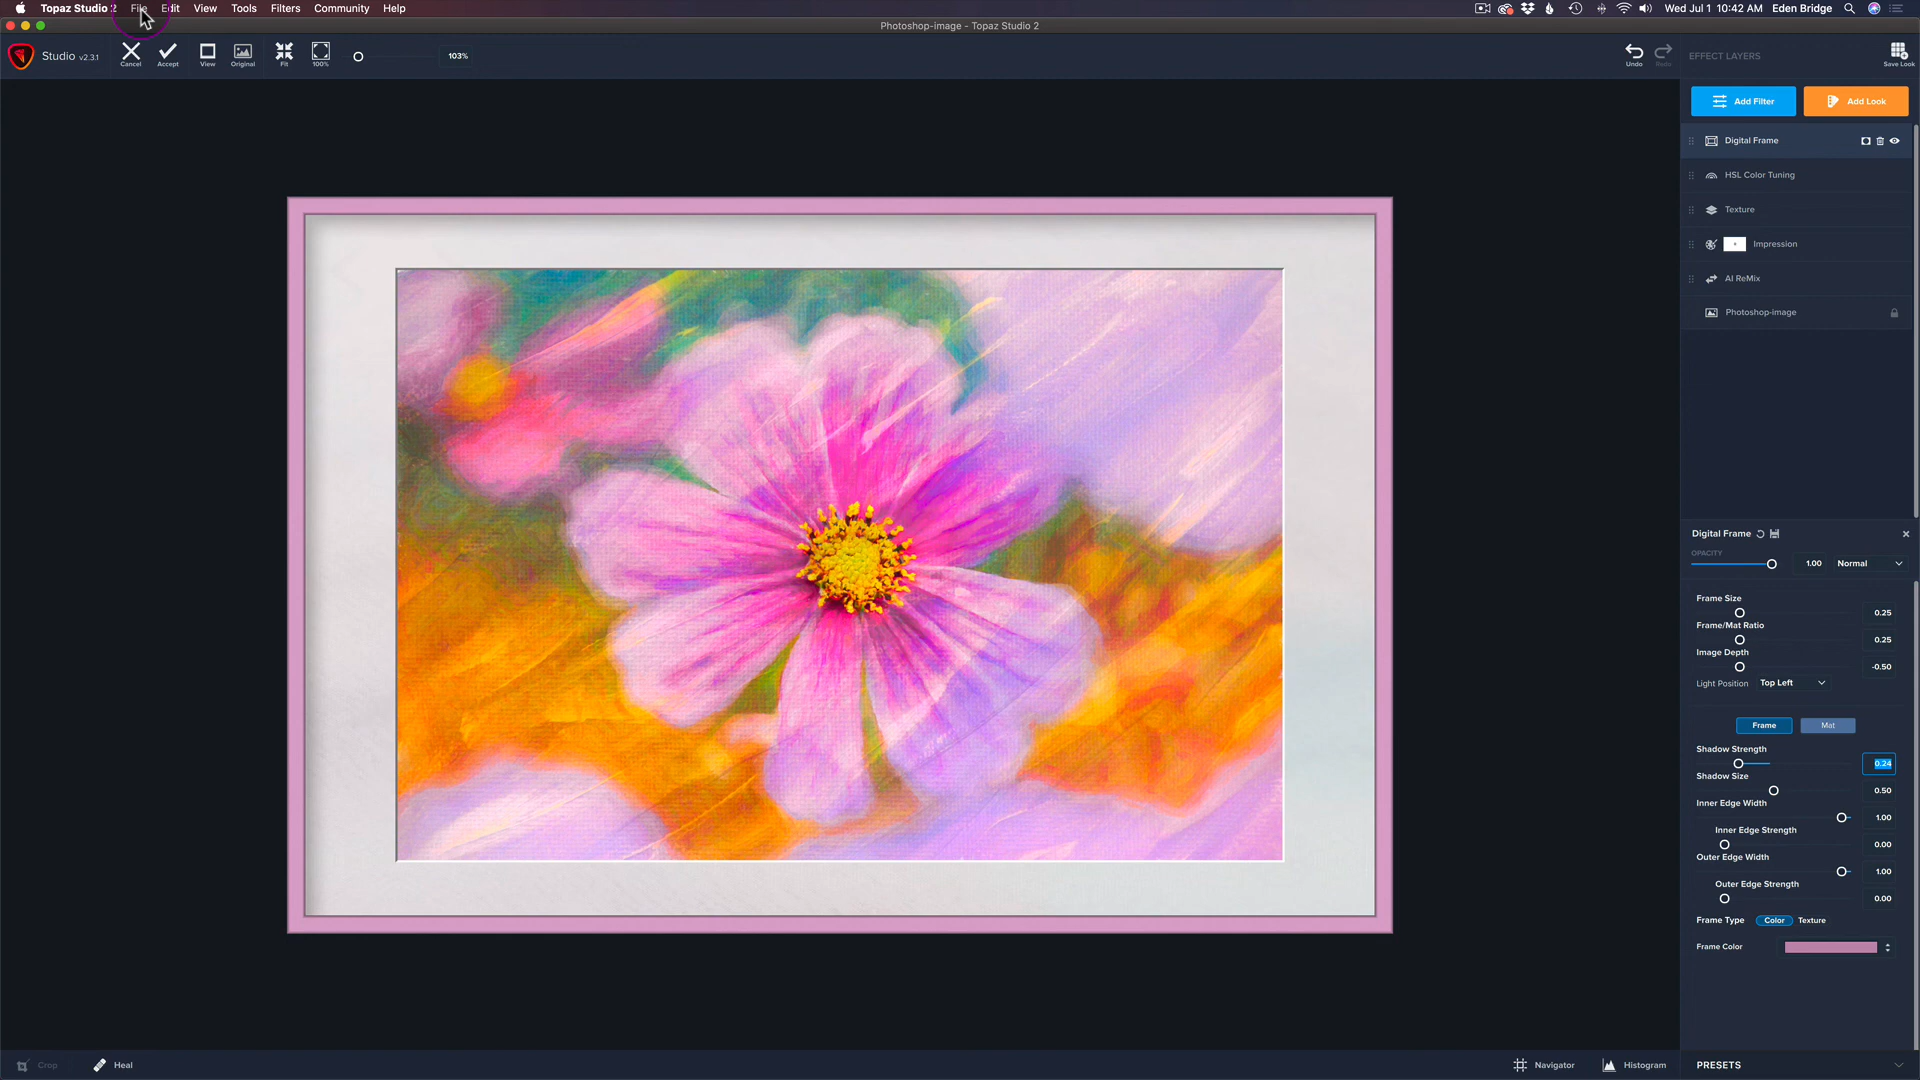 Topaz Studio 2 File Edit View Tools Filters Community Help
Wed Jul 1 10:42 AM Eden Bridge
Photoshop-image - Topaz Studio 2
Studio v2.3.1
Cancel Accept View Original Fit 100% 103%
Undo Redo
EFFECT LAYERS
Save Look
Add Filter Add Look
Digital Frame
HSL Color Tuning
Texture
Impression
AI ReMix
Photoshop-image
Digital Frame
OPACITY
1.00 Normal
Frame Size
0.25
Frame/Mat Ratio
0.25
Image Depth
-0.50
Light Position Top Left
Frame Mat
Shadow Strength
0.24
Shadow Size
0.50
Inner Edge Width
1.00
Inner Edge Strength
0.00
Outer Edge Width
1.00
Outer Edge Strength
0.00
Frame Type Color Texture
Frame Color
Crop Heal
Navigator Histogram
PRESETS